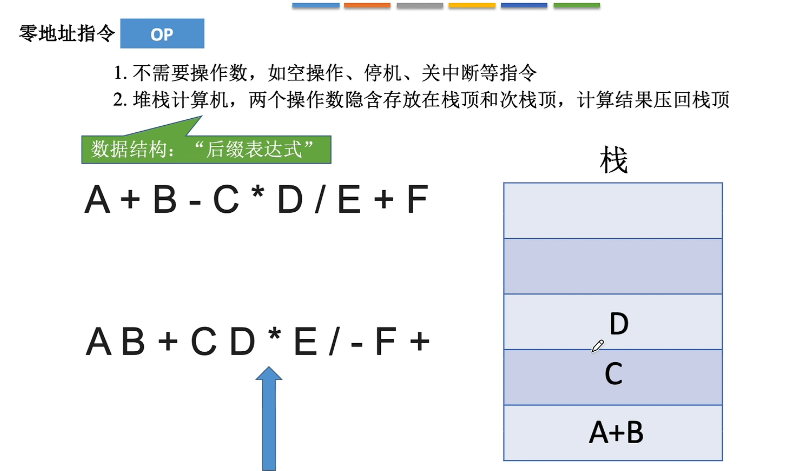 零地址指令 OP
1. 不需要操作数，如空操作、停机、关中断等指令
2. 堆栈计算机，两个操作数隐含存放在栈顶和次栈顶，计算结果压回栈顶
数据结构：“后缀表达式”
A + B - C * D / E + F
A B + C D * E / - F +
栈
D
C
A+B